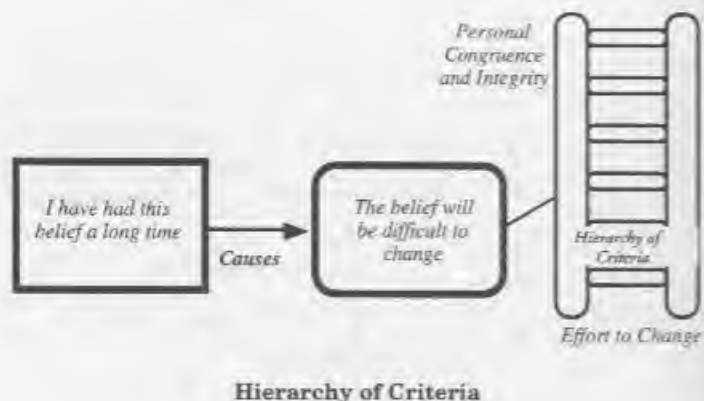 Personal
Congruence
and Integrity
I have had this
belief a long time
Causes
The belief will
be difficult to
change
Hierarchy of
Criteria
Effort to Change
Hierarchy of Criteria